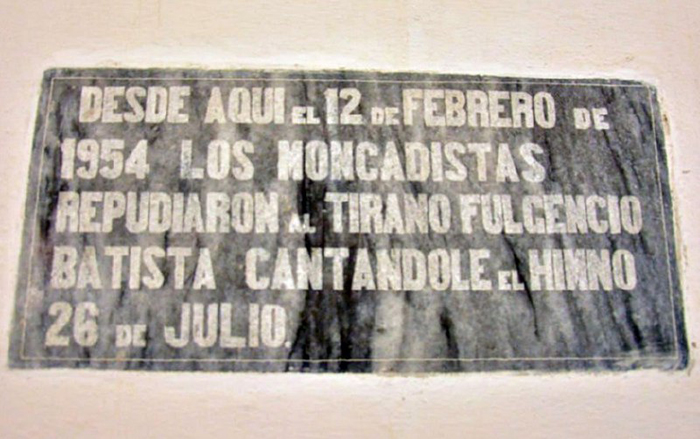 DESDE AQUI EL 12 DE FEBRERO DE
1954 LOS MONCADISTAS
REPUDIARON AL TIRANO FULGENCIO
BATISTA CANTANDOLE EL HIMNO
26 DE JULIO.